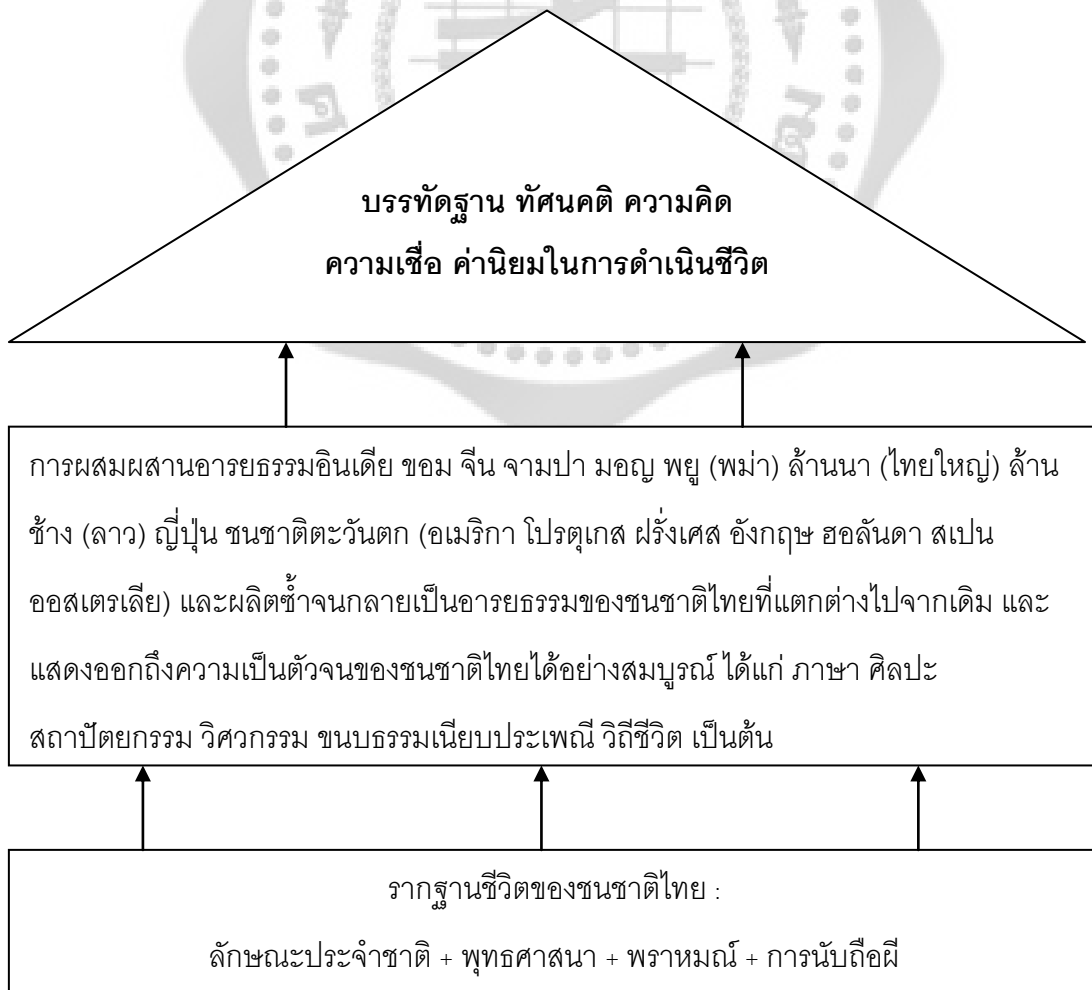 บรรทัดฐาน ทัศนคติ ความคิด
ความเชื่อ ค่านิยมในการดำเนินชีวิต
การผสมผสานอารยธรรมอินเดีย ขอม จีน จามปา มอญ พยู (พม่า) ล้านนา (ไทยใหญ่) ล้าน
ช้าง (ลาว) ญี่ปุ่น ชนชาติตะวันตก (อเมริกา โปรตุเกส ฝรั่งเศส อังกฤษ ฮอลันดา สเปน
ออสเตรเลีย) และผลิตซ้ำจนกลายเป็นอารยธรรมของชนชาติไทยที่แตกต่างไปจากเดิม และ
แสดงออกถึงความเป็นตัวจนของชนชาติไทยได้อย่างสมบูรณ์ ได้แก่ ภาษา ศิลปะ
สถาปัตยกรรม วิศวกรรม ขนบธรรมเนียบประเพณี วิถีชีวิต เป็นต้น
รากฐานชีวิตของชนชาติไทย :
ลักษณะประจำชาติ + พุทธศาสนา + พราหมณ์ + การนับถือผี